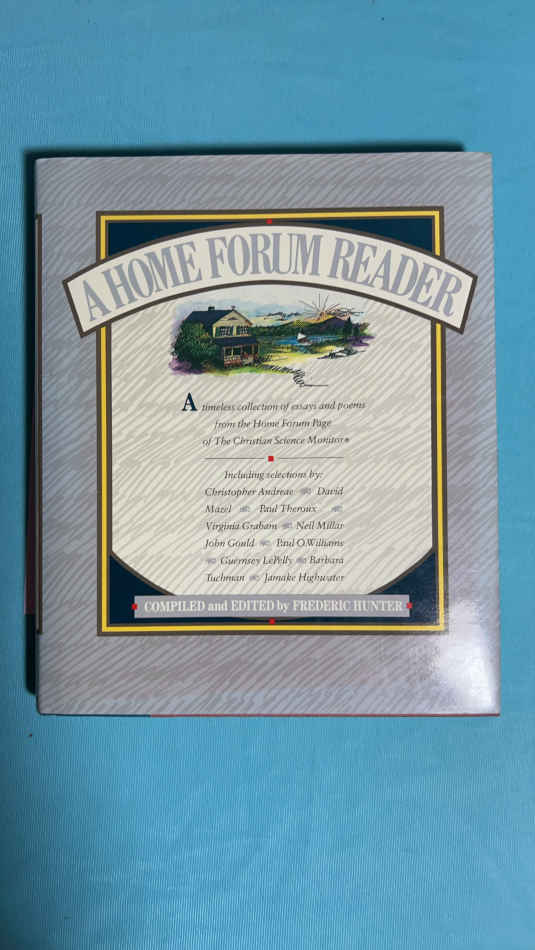 A HOME FORUM READER
A timeless collection of essays and poems
from the Home Forum Page
of The Christian Science Monitor®
Including selections by:
Christopher Andreae David
Mazel Paul Theroux
Virginia Graham Neil Millar
John Gould Paul O.Williams
Guernsey LePelly Barbara
Tuchman Jamake Highwater
COMPILED and EDITED by FREDERIC HUNTER